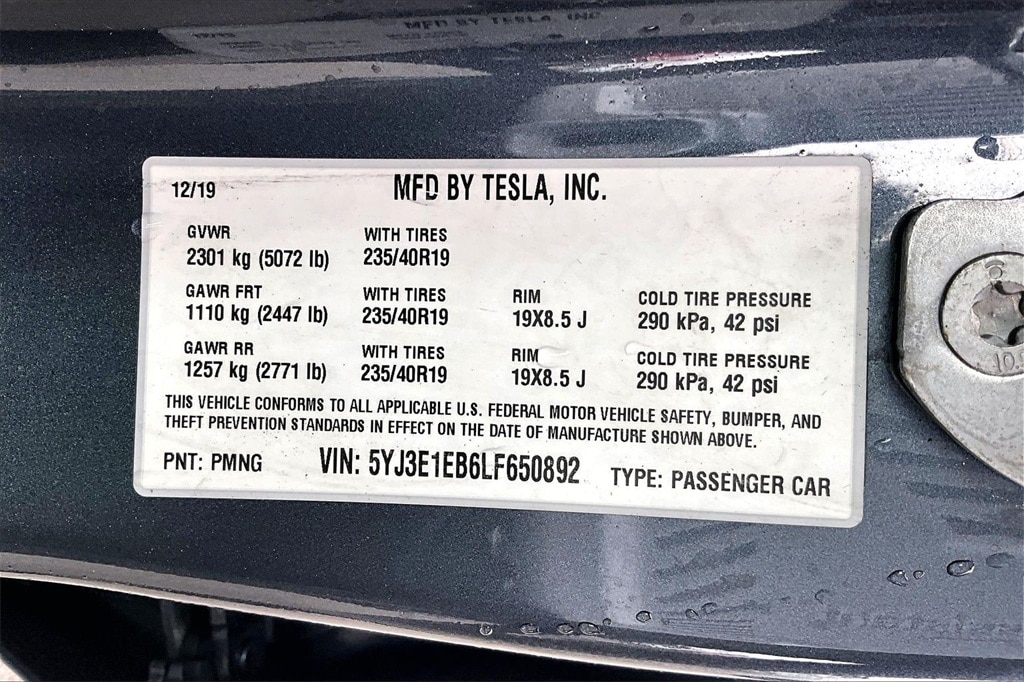 MFD BY TESLA, INC
12/19 MFD BY TESLA, INC.
GVWR WITH TIRES
2301 kg (5072 lb) 235/40R19
GAWR FRT WITH TIRES RIM COLD TIRE PRESSURE
1110 kg (2447 lb) 235/40R19 19X8.5 J 290 kPa, 42 psi
GAWR RR WITH TIRES RIM COLD TIRE PRESSURE
1257 kg (2771 lb) 235/40R19 19X8.5 J 290 kPa, 42 psi
THIS VEHICLE CONFORMS TO ALL APPLICABLE U.S. FEDERAL MOTOR VEHICLE SAFETY, BUMPER, AND
THEFT PREVENTION STANDARDS IN EFFECT ON THE DATE OF MANUFACTURE SHOWN ABOVE.
PNT: PMNG VIN: 5YJ3E1EB6LF650892 TYPE: PASSENGER CAR